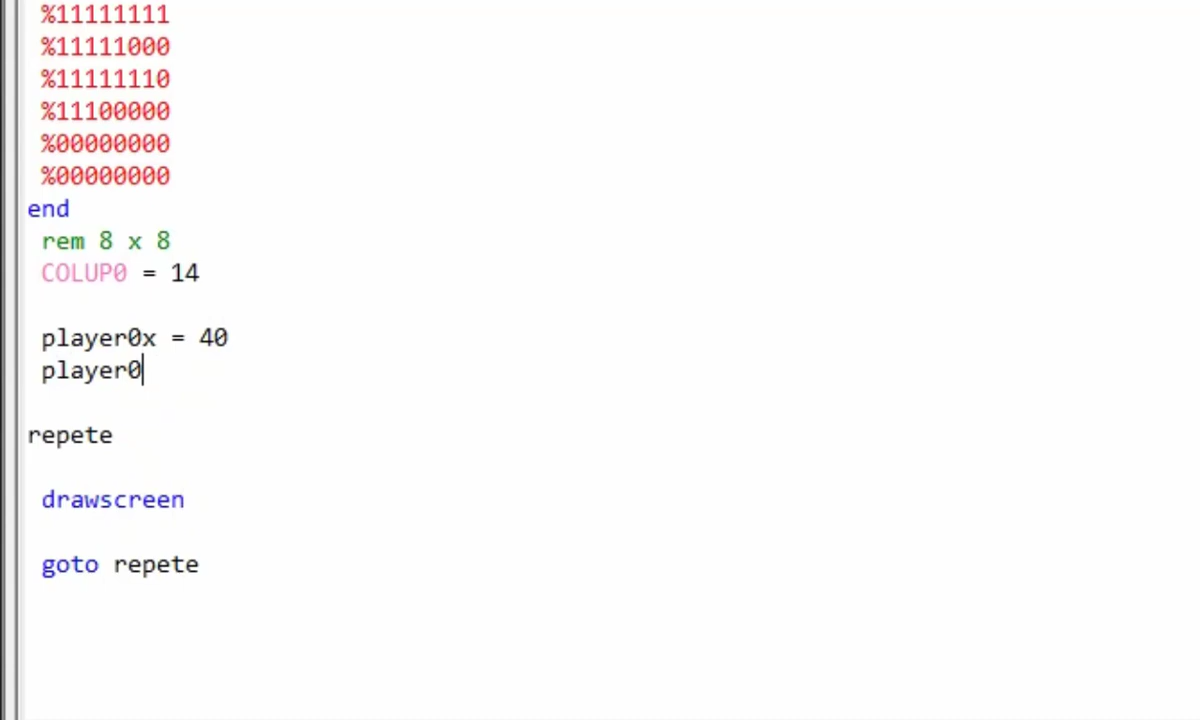 %11111111
%11111000
%11111110
%11100000
%00000000
%00000000
end
rem 8 x 8
COLUP0 = 14
player0x = 40
player0
repete
drawscreen
goto repete